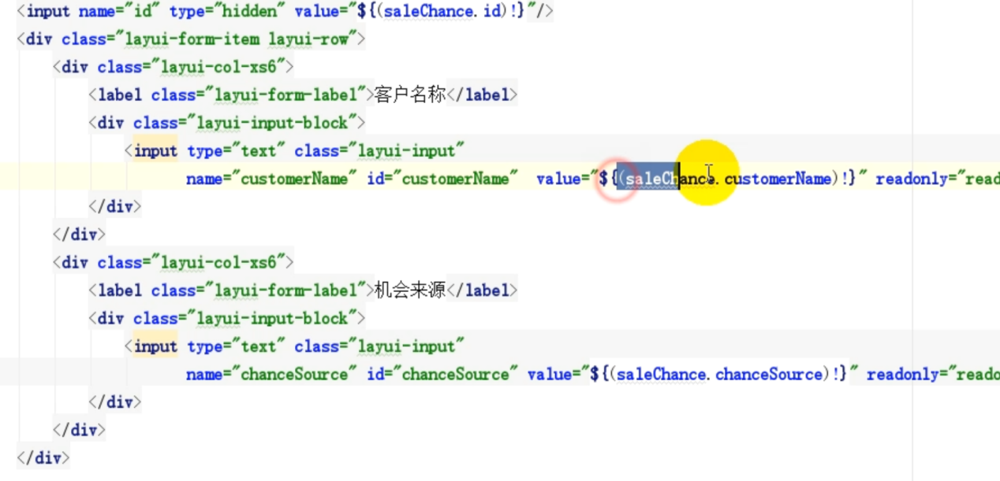 <input name="id" type="hidden" value="${(saleChance.id)!}"/>
<div class="layui-form-item layui-row">
<div class="layui-col-xs6">
<label class="layui-form-label">客户名称</label>
<div class="layui-input-block">
<input type="text" class="layui-input"
name="customerName" id="customerName"  value="${(saleChance.customerName)!}" readonly="read
</div>
</div>
<div class="layui-col-xs6">
<label class="layui-form-label">机会来源</label>
<div class="layui-input-block">
<input type="text" class="layui-input"
name="chanceSource" id="chanceSource" value="${(saleChance.chanceSource)!}" readonly="reado
</div>
</div>
</div>